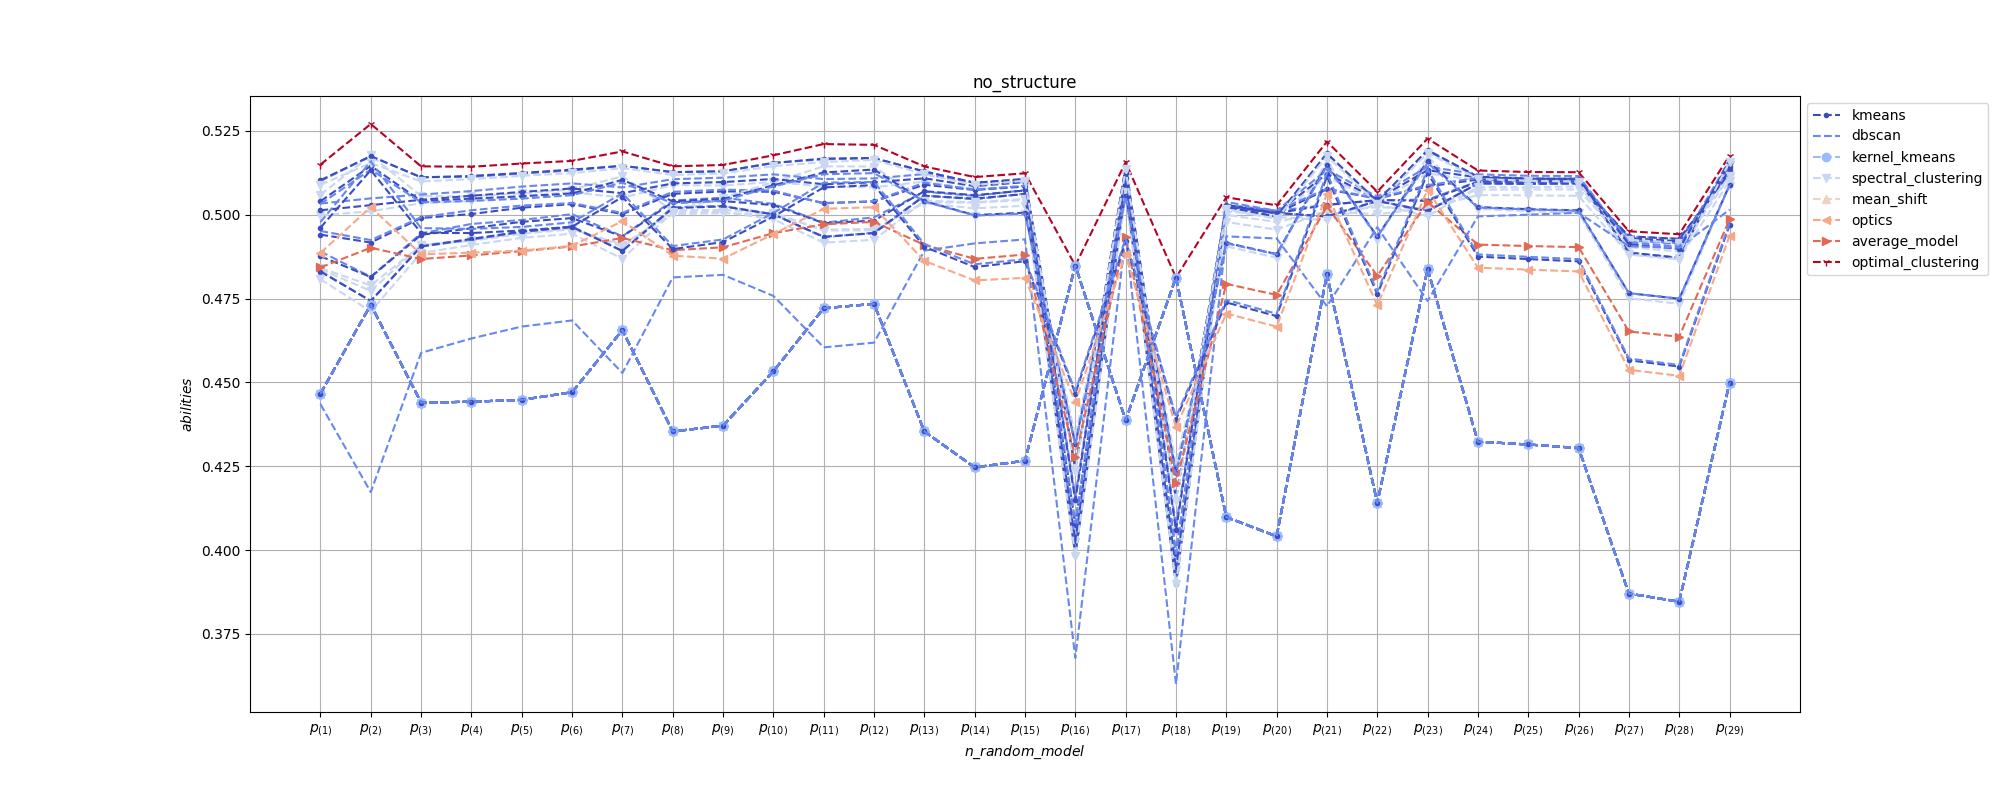 no_structure
0.525
0.500
0.475
0.450
0.425
0.400
0.375
abilities
p(1) p(2) p(3) p(4) p(5) p(6) p(7) p(8) p(9) p(10) p(11) p(12) p(13) p(14) p(15) p(16) p(17) p(18) p(19) p(20) p(21) p(22) p(23) p(24) p(25) p(26) p(27) p(28) p(29)
n_random_model
kmeans
dbscan
kernel_kmeans
spectral_clustering
mean_shift
optics
average_model
optimal_clustering